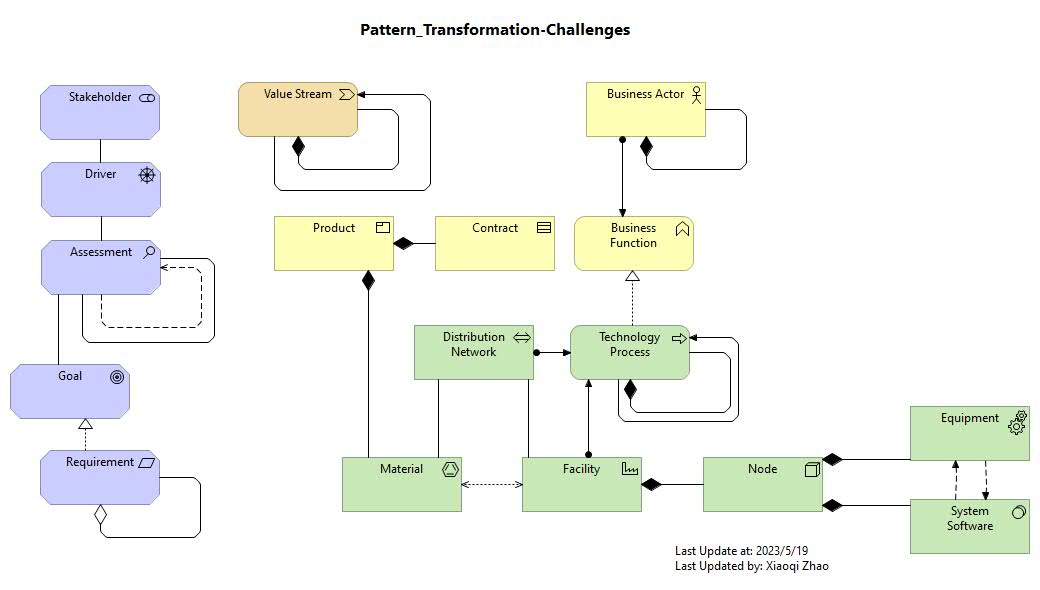 Pattern_Transformation-Challenges
Stakeholder
Value Stream
Business Actor
Driver
Product
Contract
Business
Function
Assessment
Distribution
Network
Technology
Process
Goal
Equipment
Requirement
Material
Facility
Node
System
Software
Last Update at: 2023/5/19
Last Updated by: Xiaoqi Zhao